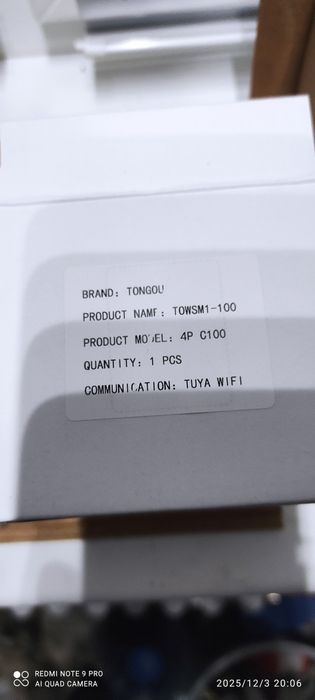 BRAND: TONGOU
PRODUCT NAME: TOWSM1-100
PRODUCT MODEL: 4P C100
QUANTITY: 1 PCS
COMMUNICATION: TUYA WIFI
REDMI NOTE 9 PRO
AI QUAD CAMERA
2025/12/3 20:06